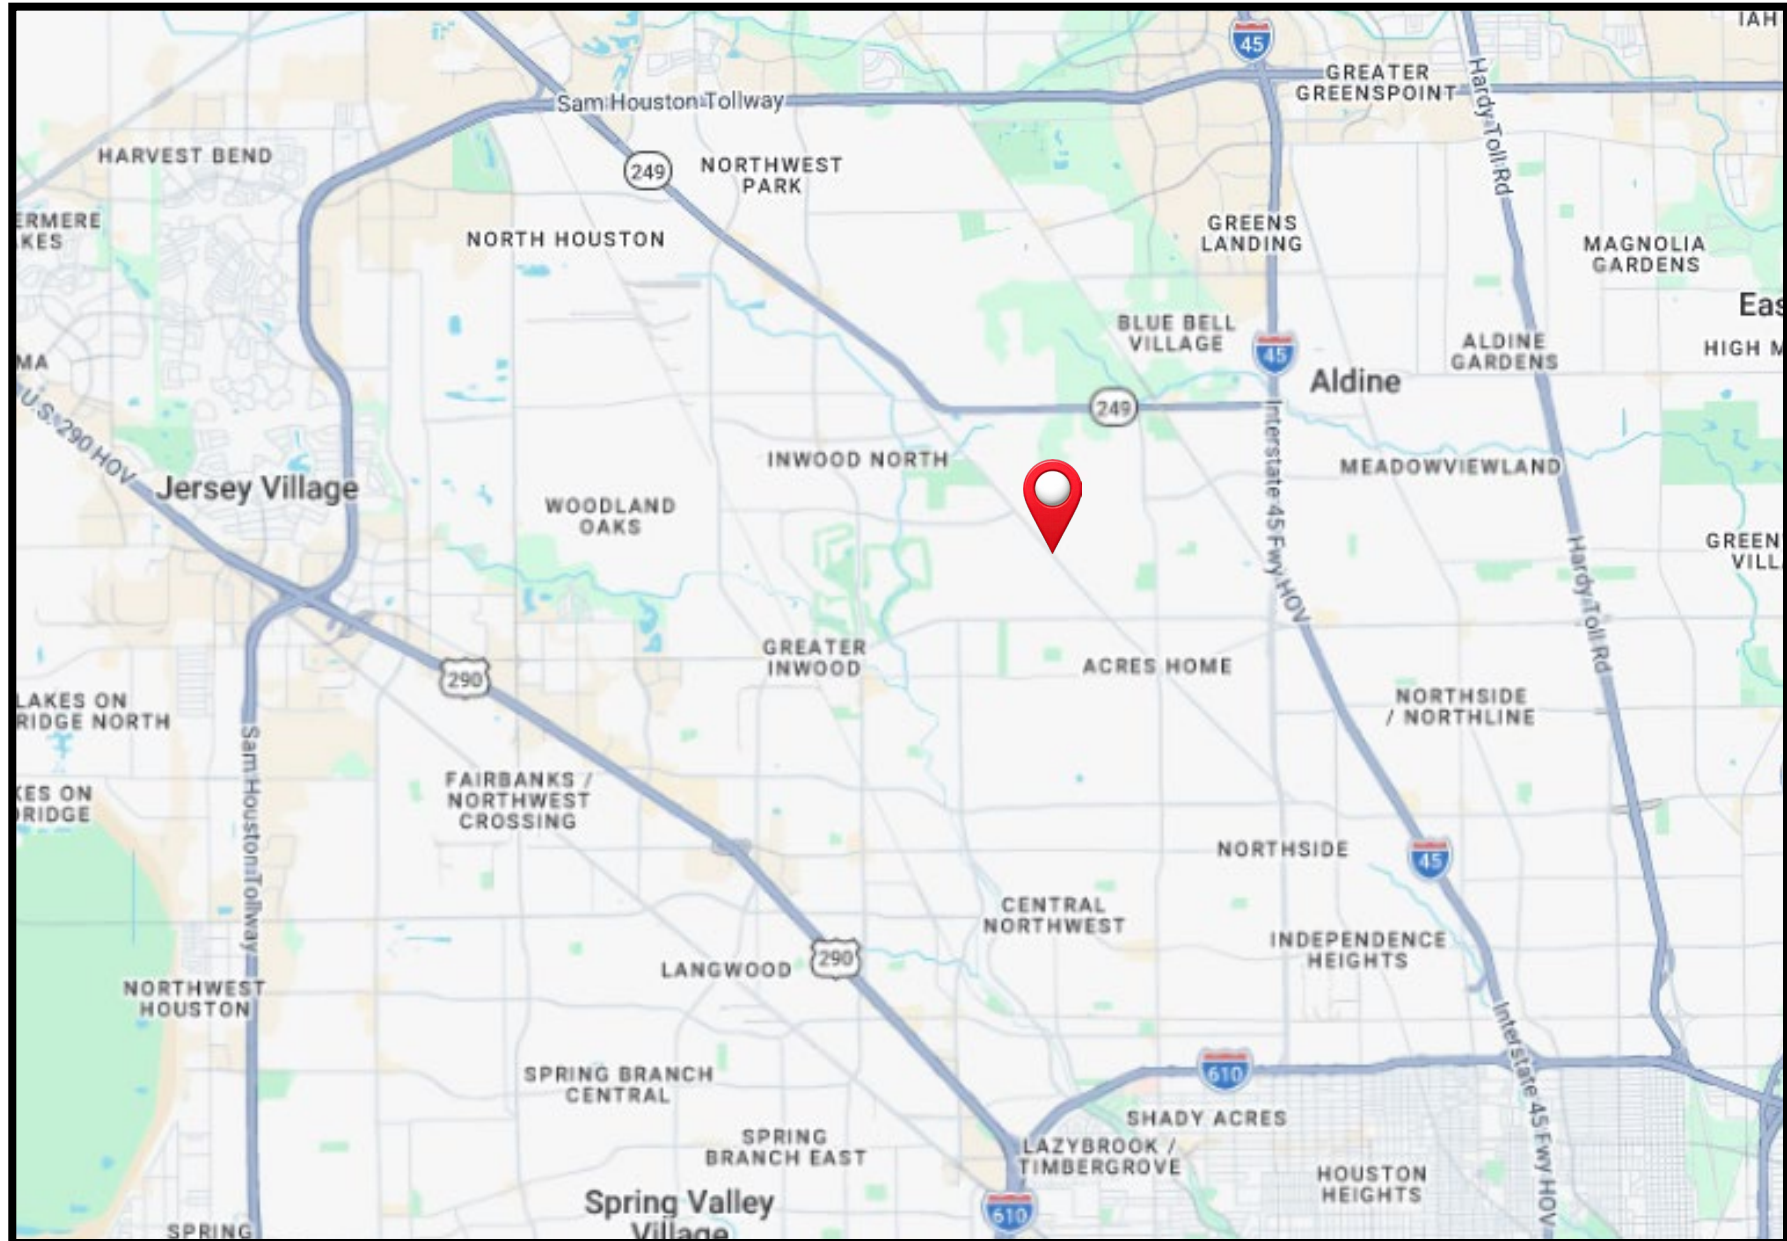 IAH
45
GREATER
GREENSPOINT
Hardy Toll Rd
Sam Houston Tollway
HARVEST BEND
249
NORTHWEST
PARK
ERMERE
KES
NORTH HOUSTON
GREENS
LANDING
MAGNOLIA
GARDENS
Eas
BLUE BELL
VILLAGE
45
ALDINE
GARDENS
HIGH M
MA
Aldine
U.S. 290 HOV
249
Interstate 45 Fwy HOV
INWOOD NORTH
MEADOWVIEWLAND
Jersey Village
WOODLAND
OAKS
GREEN
VILL
Hardy Toll Rd
GREATER
INWOOD
ACRES HOME
290
LAKES ON
RIDGE NORTH
NORTHSIDE
/ NORTHLINE
Sam Houston Tollway
FAIRBANKS /
NORTHWEST
CROSSING
KES ON
RIDGE
NORTHSIDE
45
CENTRAL
NORTHWEST
INDEPENDENCE
HEIGHTS
LANGWOOD
290
NORTHWEST
HOUSTON
Interstate 45 Fwy HOV
SPRING BRANCH
CENTRAL
610
SHADY ACRES
SPRING
BRANCH EAST
LAZYBROOK /
TIMBERGROVE
HOUSTON
HEIGHTS
Spring Valley
Village
610
SPRING